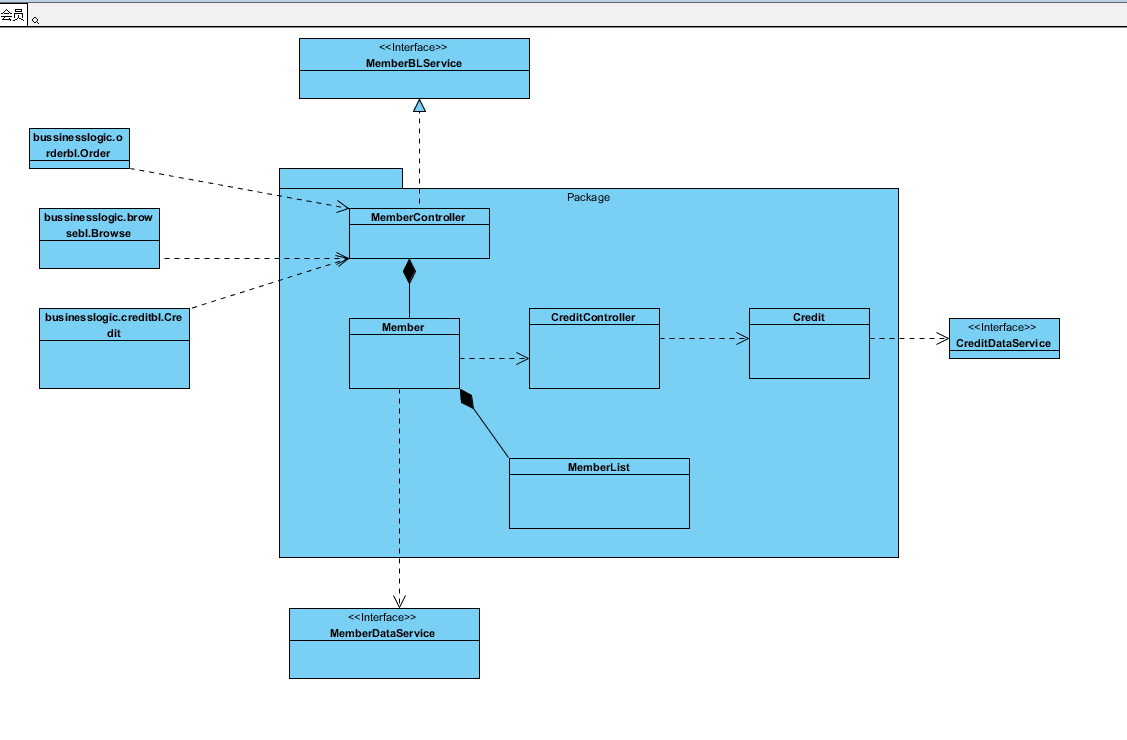 会员
<<Interface>>
MemberBLService
bussinesslogic.o
rderbl.Order
Package
bussinesslogic.brow
sebl.Browse
MemberController
businesslogic.creditbl.Cre
dit
Member
CreditController
Credit
<<Interface>>
CreditDataService
MemberList
<<Interface>>
MemberDataService